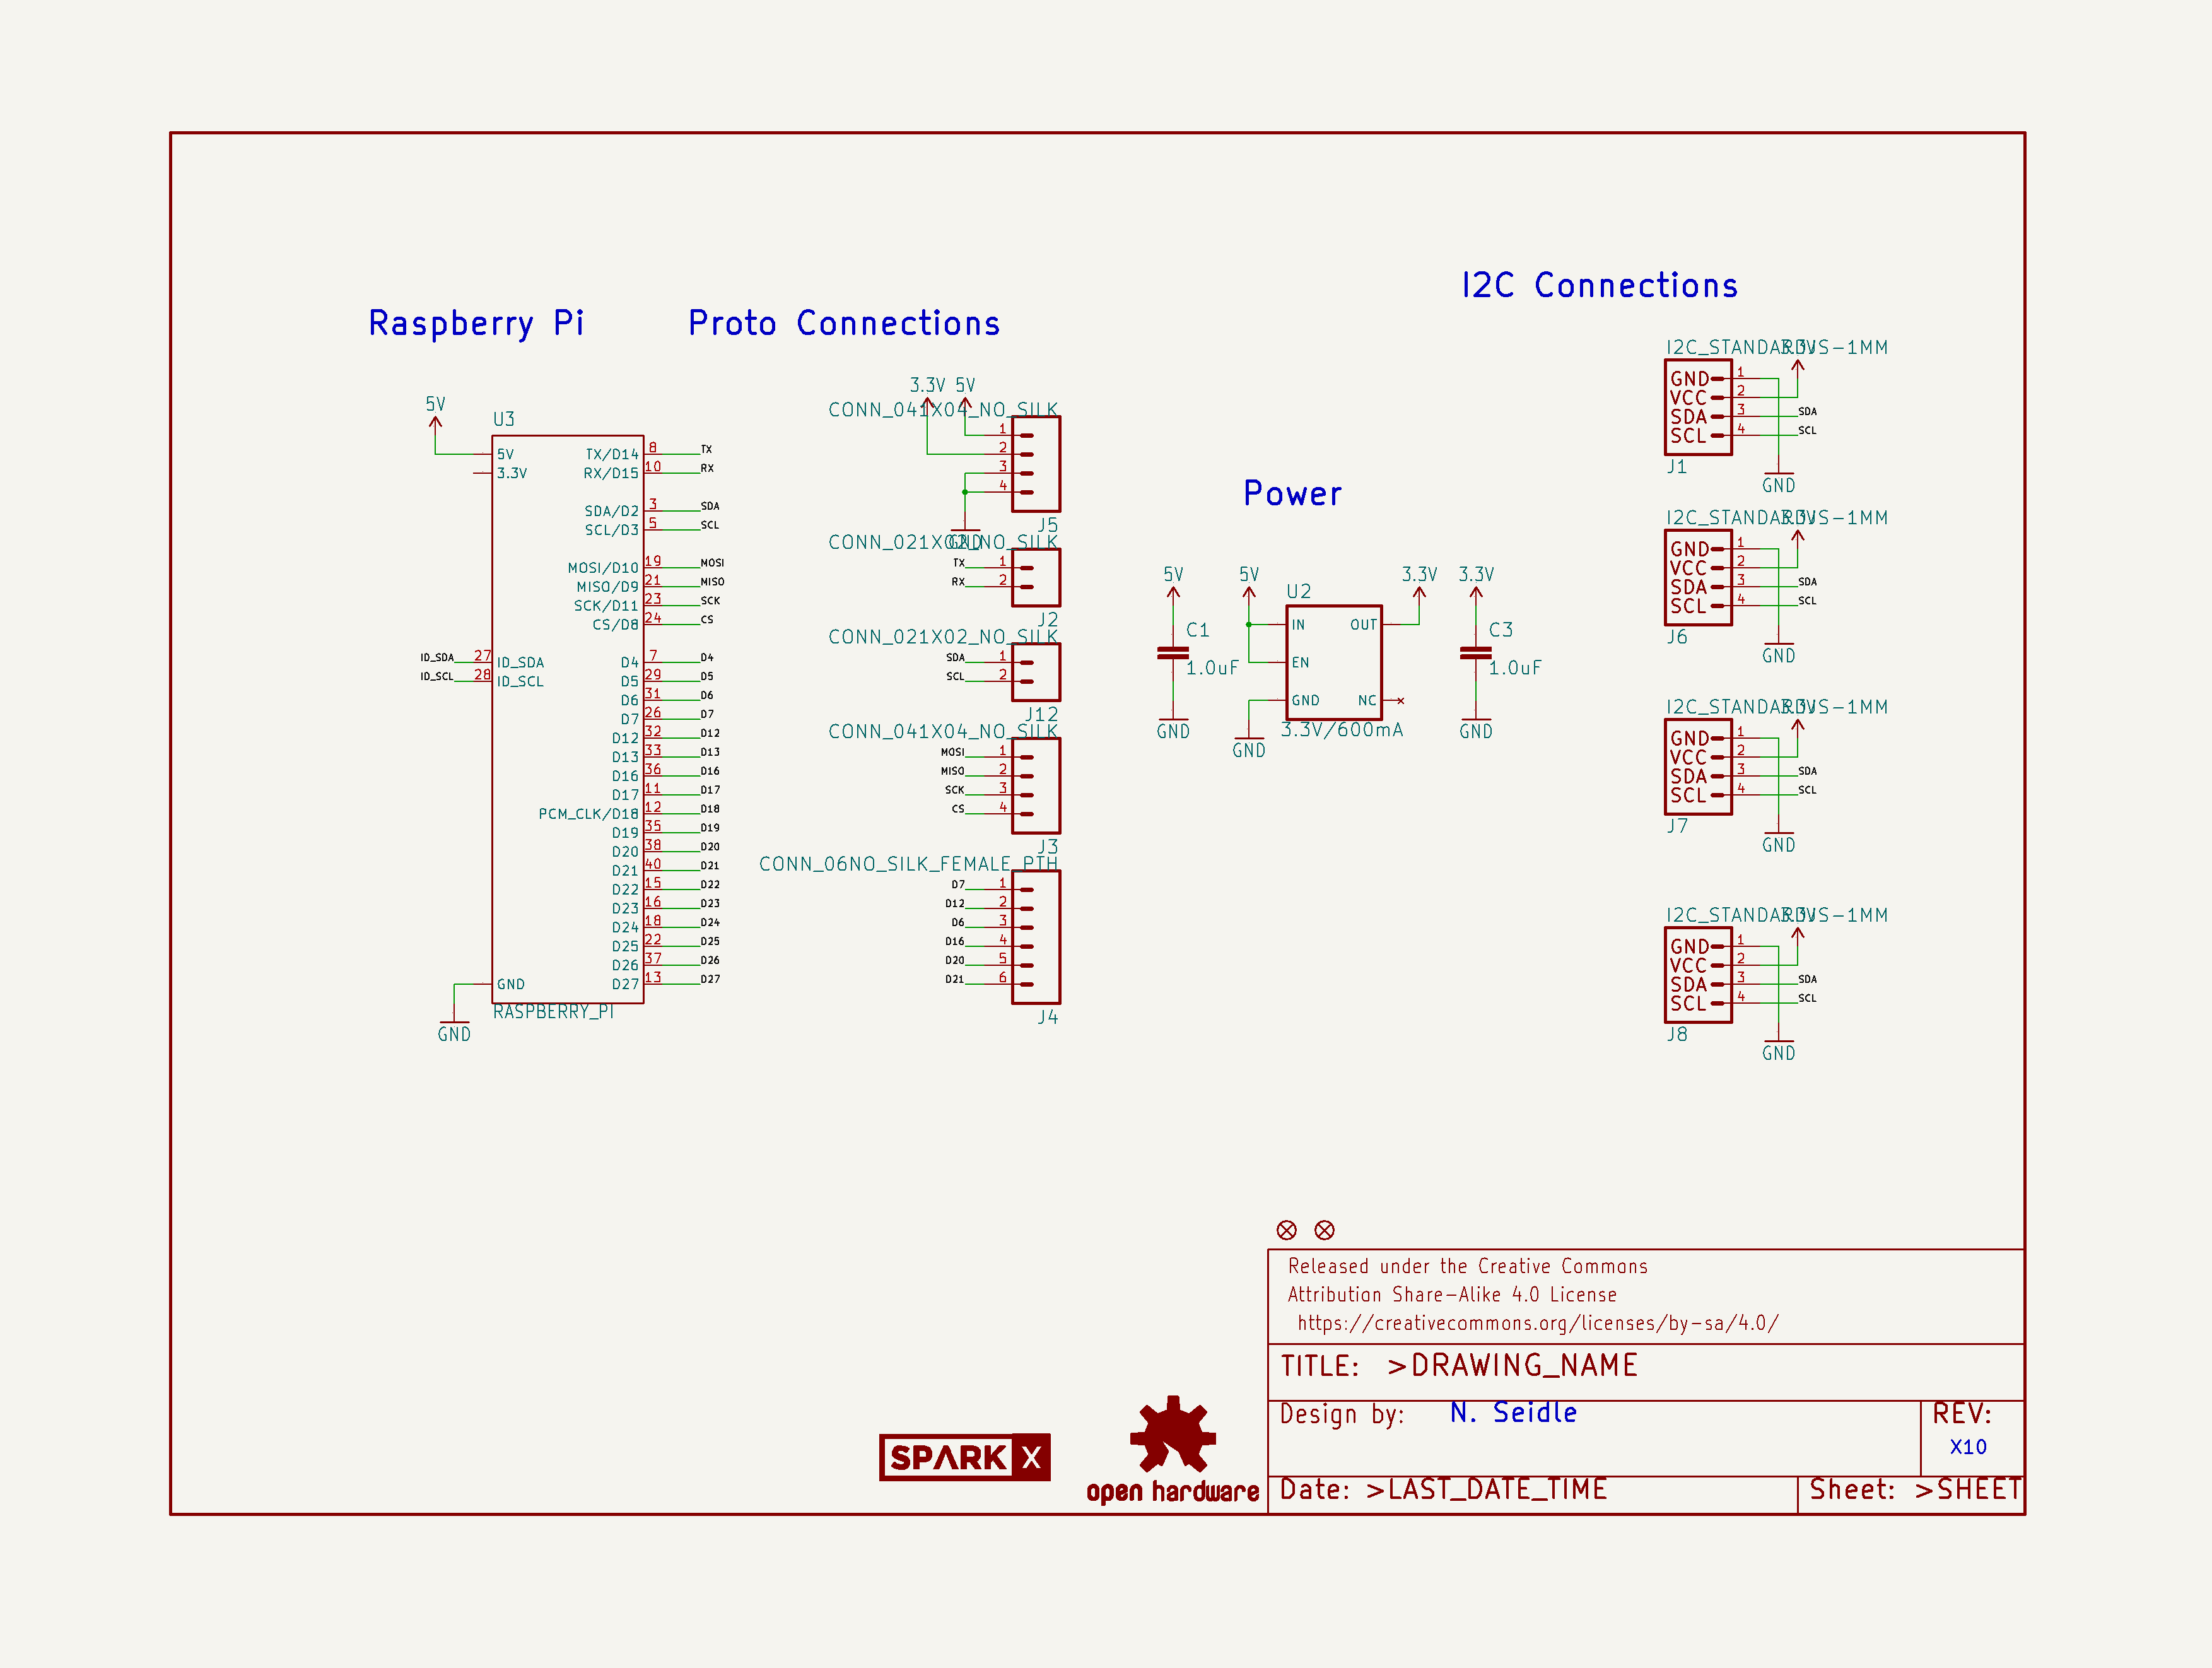 I2C Connections
Raspberry Pi
Proto Connections
Power
5V
U3
5V
3.3V
ID_SDA 27 ID_SDA
ID_SCL 28 ID_SCL
GND
GND
RASPBERRY_PI
TX/D14 8 TX
RX/D15 10 RX
SDA/D2 3 SDA
SCL/D3 5 SCL
MOSI/D10 19 MOSI
MISO/D9 21 MISO
SCK/D11 23 SCK
CS/D8 24 CS
D4 7 D4
D5 29 D5
D6 31 D6
D7 26 D7
D12 32 D12
D13 33 D13
D16 36 D16
D17 11 D17
PCM_CLK/D18 12 D18
D19 35 D19
D20 38 D20
D21 40 D21
D22 15 D22
D23 16 D23
D24 18 D24
D25 22 D25
D26 37 D26
D27 13 D27
3.3V 5V
CONN_041X04_NO_SILK
1
2
3
4
J5
GND
CONN_021X02_NO_SILK
TX 1
RX 2
J2
CONN_021X02_NO_SILK
SDA 1
SCL 2
J12
CONN_041X04_NO_SILK
MOSI 1
MISO 2
SCK 3
CS 4
J3
CONN_06NO_SILK_FEMALE_PTH
D7 1
D12 2
D6 3
D16 4
D20 5
D21 6
J4
5V
C1
1.0uF
GND
5V
U2
3.3V
IN OUT
EN
GND NC
3.3V/600mA
GND
3.3V
C3
1.0uF
GND
I2C_STANDARDJS-1MM
3.3V
GND 1
VCC 2
SDA 3 SDA
SCL 4 SCL
J1
GND
I2C_STANDARDJS-1MM
3.3V
GND 1
VCC 2
SDA 3 SDA
SCL 4 SCL
J6
GND
I2C_STANDARDJS-1MM
3.3V
GND 1
VCC 2
SDA 3 SDA
SCL 4 SCL
J7
GND
I2C_STANDARDJS-1MM
3.3V
GND 1
VCC 2
SDA 3 SDA
SCL 4 SCL
J8
GND
Released under the Creative Commons
Attribution Share-Alike 4.0 License
https://creativecommons.org/licenses/by-sa/4.0/
TITLE: >DRAWING_NAME
Design by: N. Seidle
REV:
X10
Date: >LAST_DATE_TIME
Sheet: >SHEET
SPARK X
open hardware